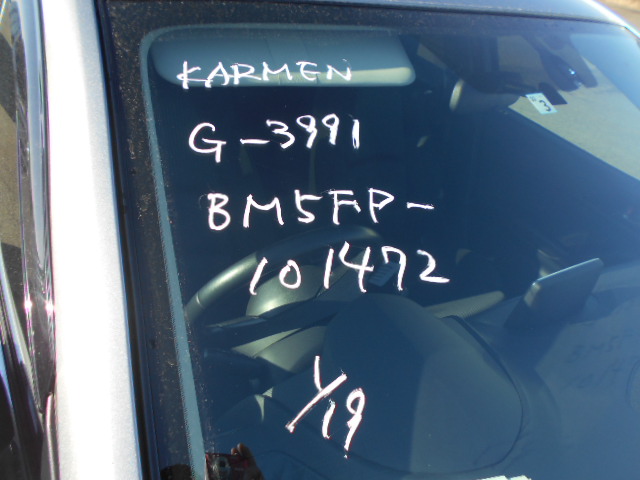 KARMEN
G-3991
BM5FP-
101472
1/19